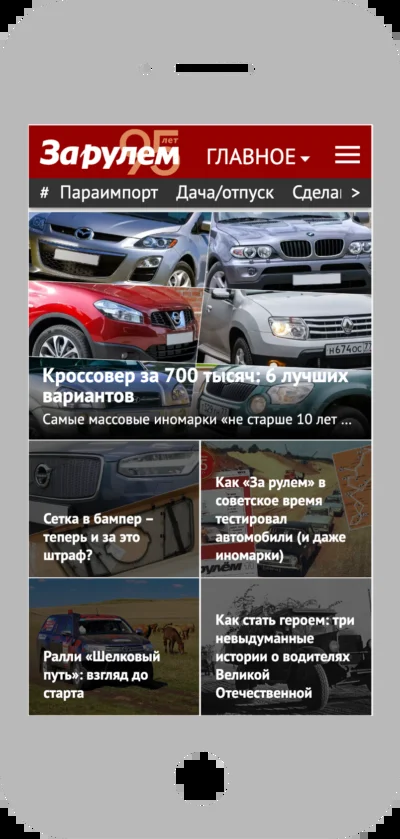 За рулем 95 лет
ГЛАВНОЕ
# Параимпорт Дача/отпуск Сдела >
Н674ОС
Кроссовер за 700 тысяч: 6 лучших
вариантов
Самые массовые иномарки «не старше 10 лет ...
Сетка в бампер –
теперь и за это
штраф?
Как «За рулем» в
советское время
тестировал
автомобили (и даже
иномарки)
Ралли «Шелковый
путь»: взгляд до
старта
Как стать героем: три
невыдуманные
истории о водителях
Великой
Отечественной